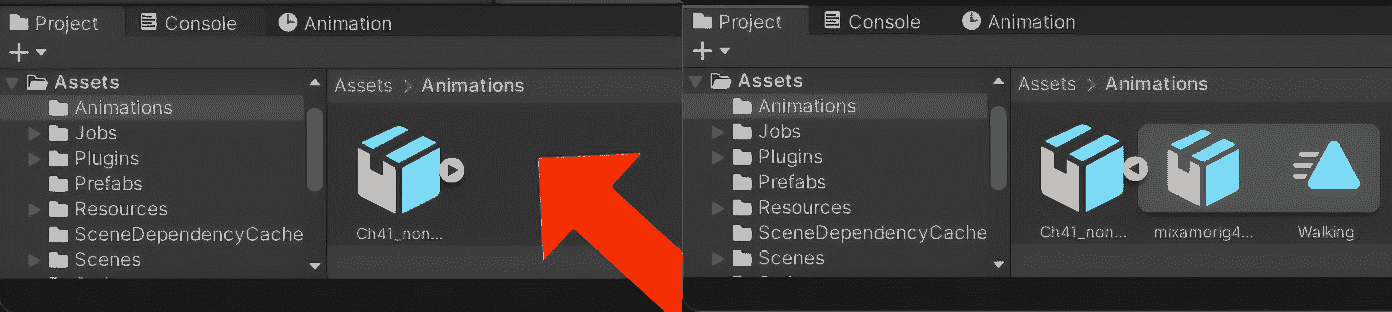 Project Console Animation
Assets
Assets > Animations
Animations
Jobs
Plugins
Prefabs
Resources
SceneDependencyCache
Scenes
Ch41_non...
Project Console Animation
Assets
Assets > Animations
Animations
Jobs
Plugins
Prefabs
Resources
SceneDependencyCache
Scenes
Ch41_non... mixamorig4... Walking